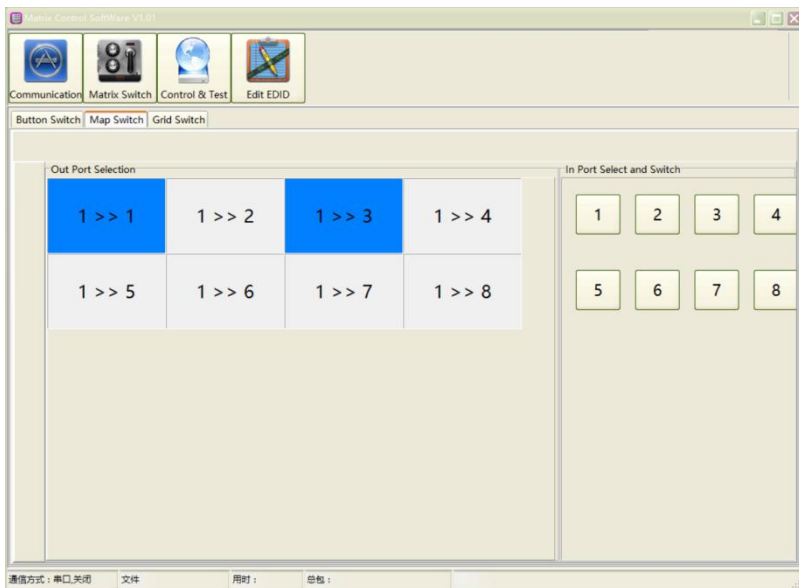 Matrix Control SoftWare V1.01
Communication Matrix Switch Control & Test Edit EDID
Button Switch Map Switch Grid Switch
Out Port Selection In Port Select and Switch
1 >> 1 1 >> 2 1 >> 3 1 >> 4 1 2 3 4
1 >> 5 1 >> 6 1 >> 7 1 >> 8 5 6 7 8
通信方式：串口,关闭 文件 用时： 总包：